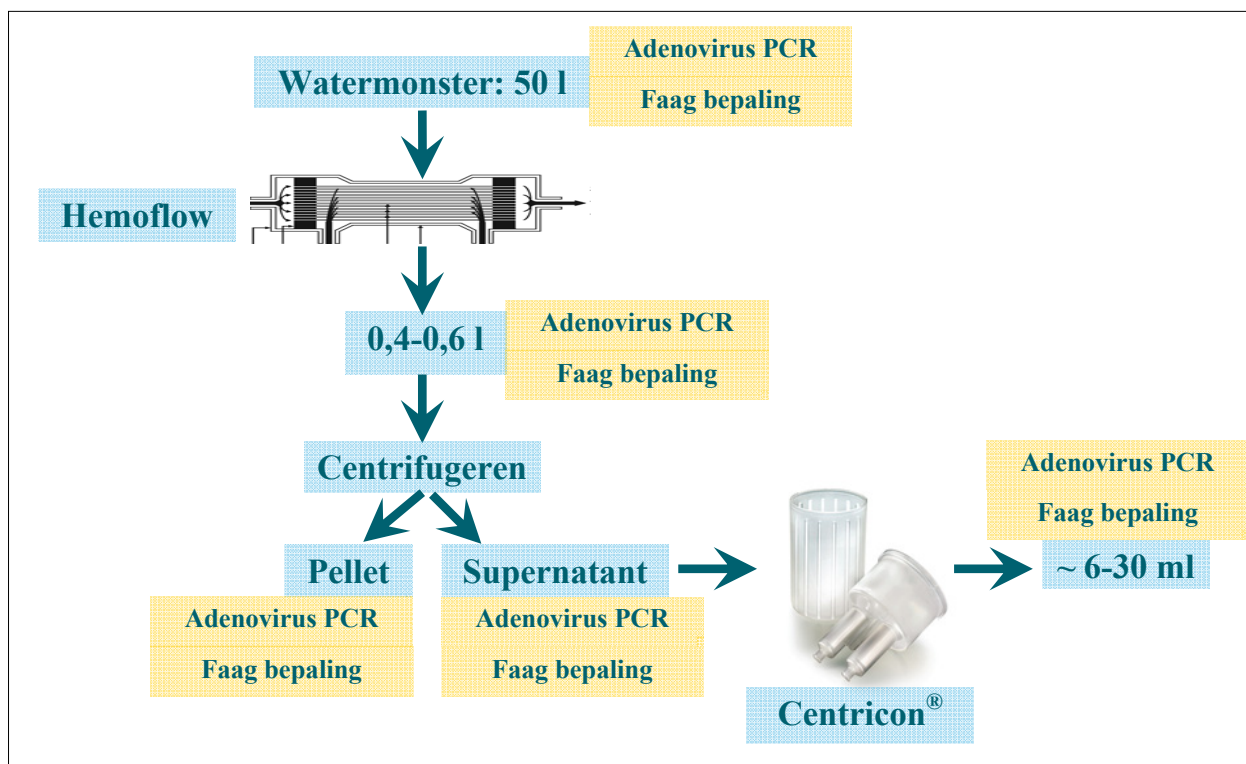 Adenovirus PCR
Watermonster: 50 l
Faag bepaling
Hemoflow
0,4-0,6 l
Adenovirus PCR
Faag bepaling
Centrifugeren
Pellet
Adenovirus PCR
Faag bepaling
Supernatant
Adenovirus PCR
Faag bepaling
Centricon®
Adenovirus PCR
Faag bepaling
~ 6-30 ml